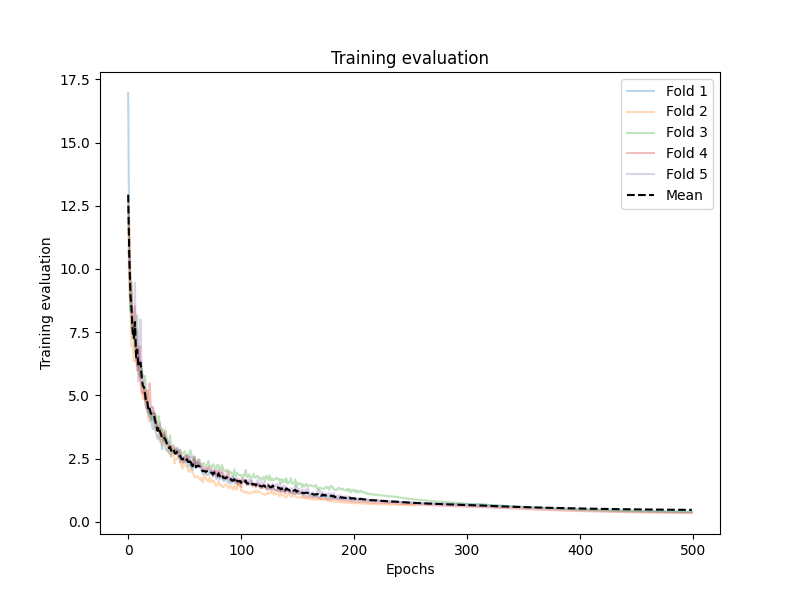 Training evaluation
Training evaluation
17.5
15.0
12.5
10.0
7.5
5.0
2.5
0.0
Fold 1
Fold 2
Fold 3
Fold 4
Fold 5
Mean
0 100 200 300 400 500
Epochs